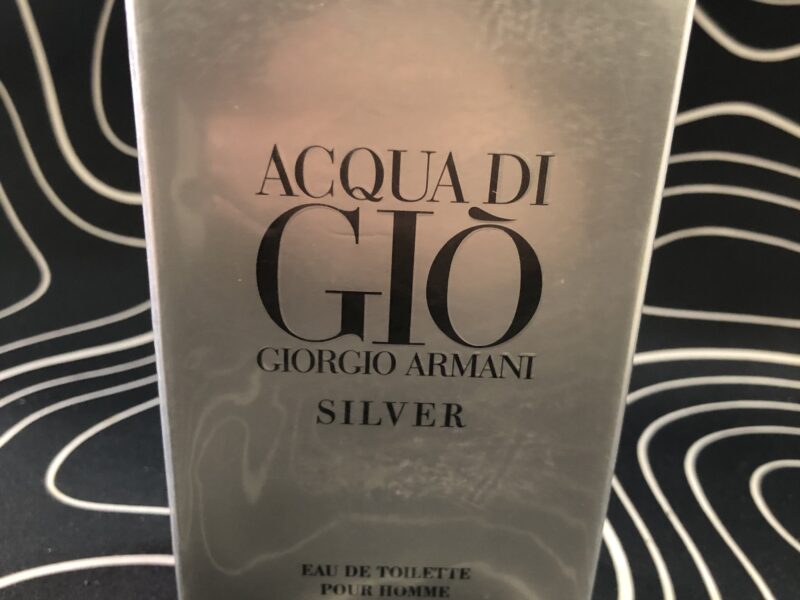 ACQUA DI
GIÒ
GIORGIO ARMANI
SILVER
EAU DE TOILETTE
POUR HOMME